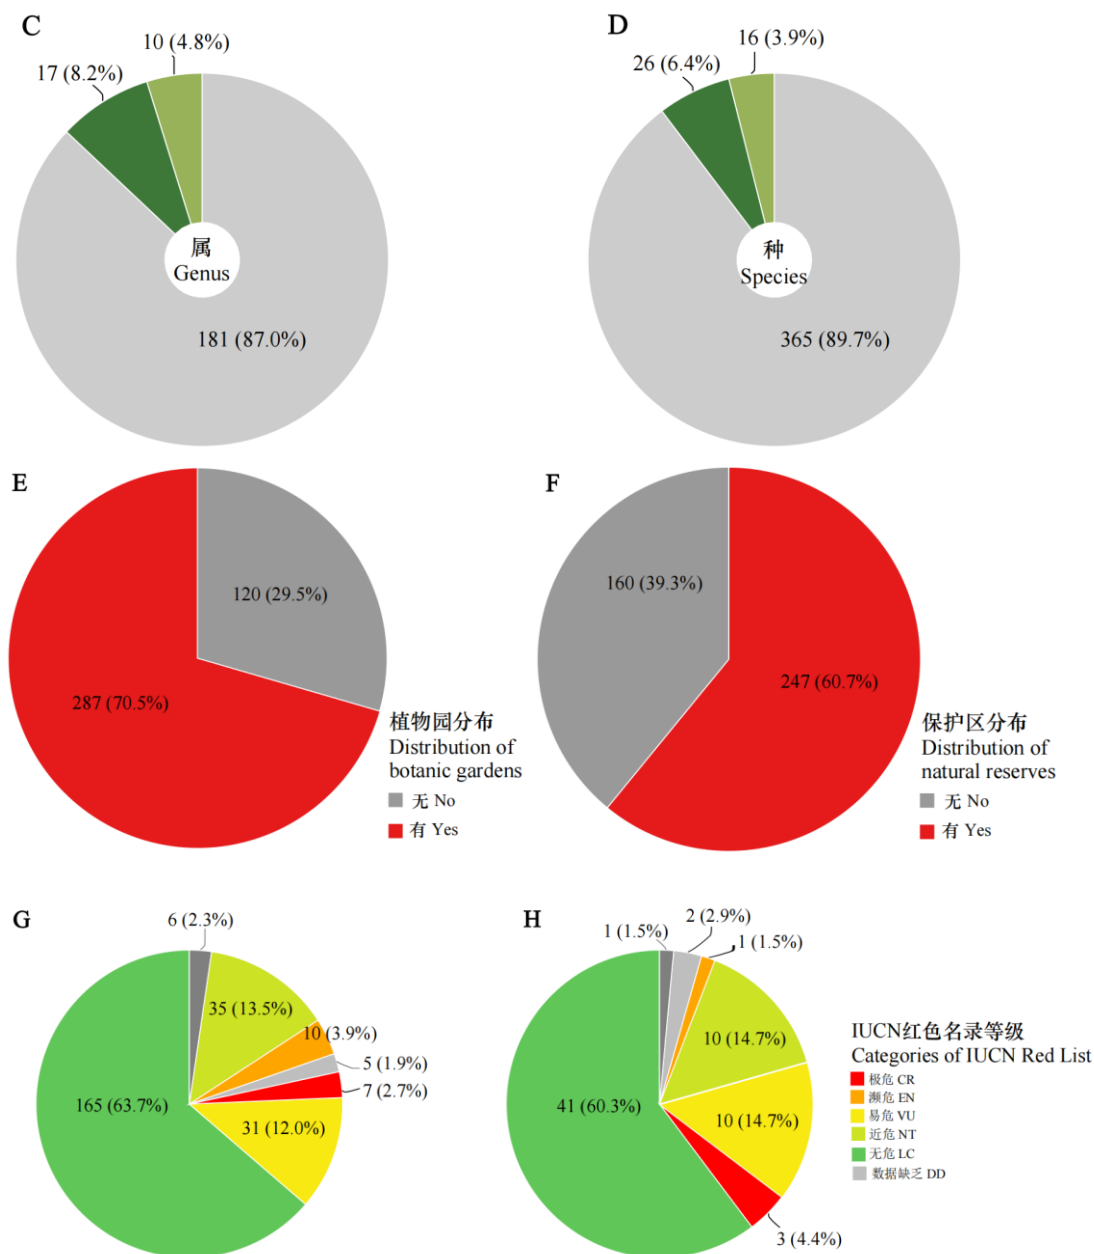 C
10 (4.8%)
17 (8.2%)
属
Genus
181 (87.0%)
D
16 (3.9%)
26 (6.4%)
种
Species
365 (89.7%)
E
120 (29.5%)
287 (70.5%)
植物园分布
Distribution of
botanic gardens
无 No
有 Yes
F
160 (39.3%)
247 (60.7%)
保护区分布
Distribution of
natural reserves
无 No
有 Yes
G
6 (2.3%)
35 (13.5%)
10 (3.9%)
5 (1.9%)
7 (2.7%)
165 (63.7%)
31 (12.0%)
H
2 (2.9%)
1 (1.5%)
1 (1.5%)
10 (14.7%)
41 (60.3%)
10 (14.7%)
3 (4.4%)
IUCN红色名录等级
Categories of IUCN Red List
极危 CR
濒危 EN
易危 VU
近危 NT
无危 LC
数据缺乏 DD